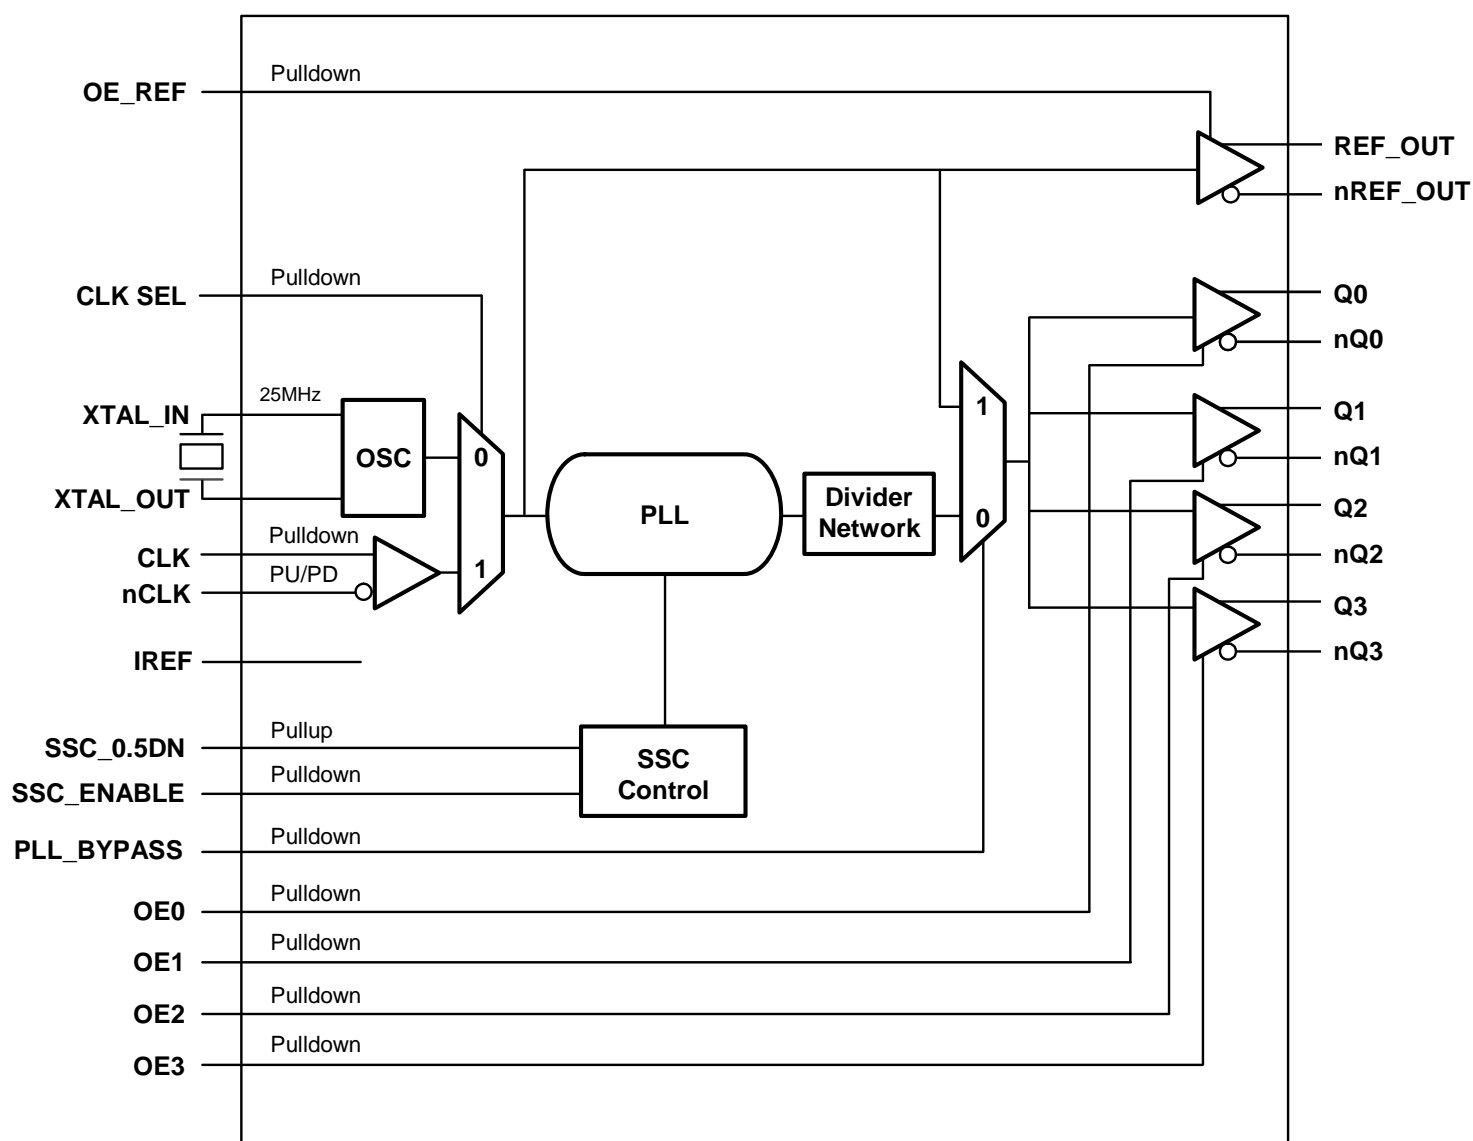 Pulldown
OE_REF
REF_OUT
nREF_OUT
Pulldown
CLK SEL
Q0
nQ0
25MHz
XTAL_IN
OSC
XTAL_OUT
0
1
Pulldown
CLK
PU/PD
nCLK
PLL
Divider
Network
1
0
Q1
nQ1
Q2
nQ2
Q3
nQ3
IREF
Pullup
SSC_0.5DN
Pulldown
SSC_ENABLE
SSC
Control
Pulldown
PLL_BYPASS
Pulldown
OE0
Pulldown
OE1
Pulldown
OE2
Pulldown
OE3